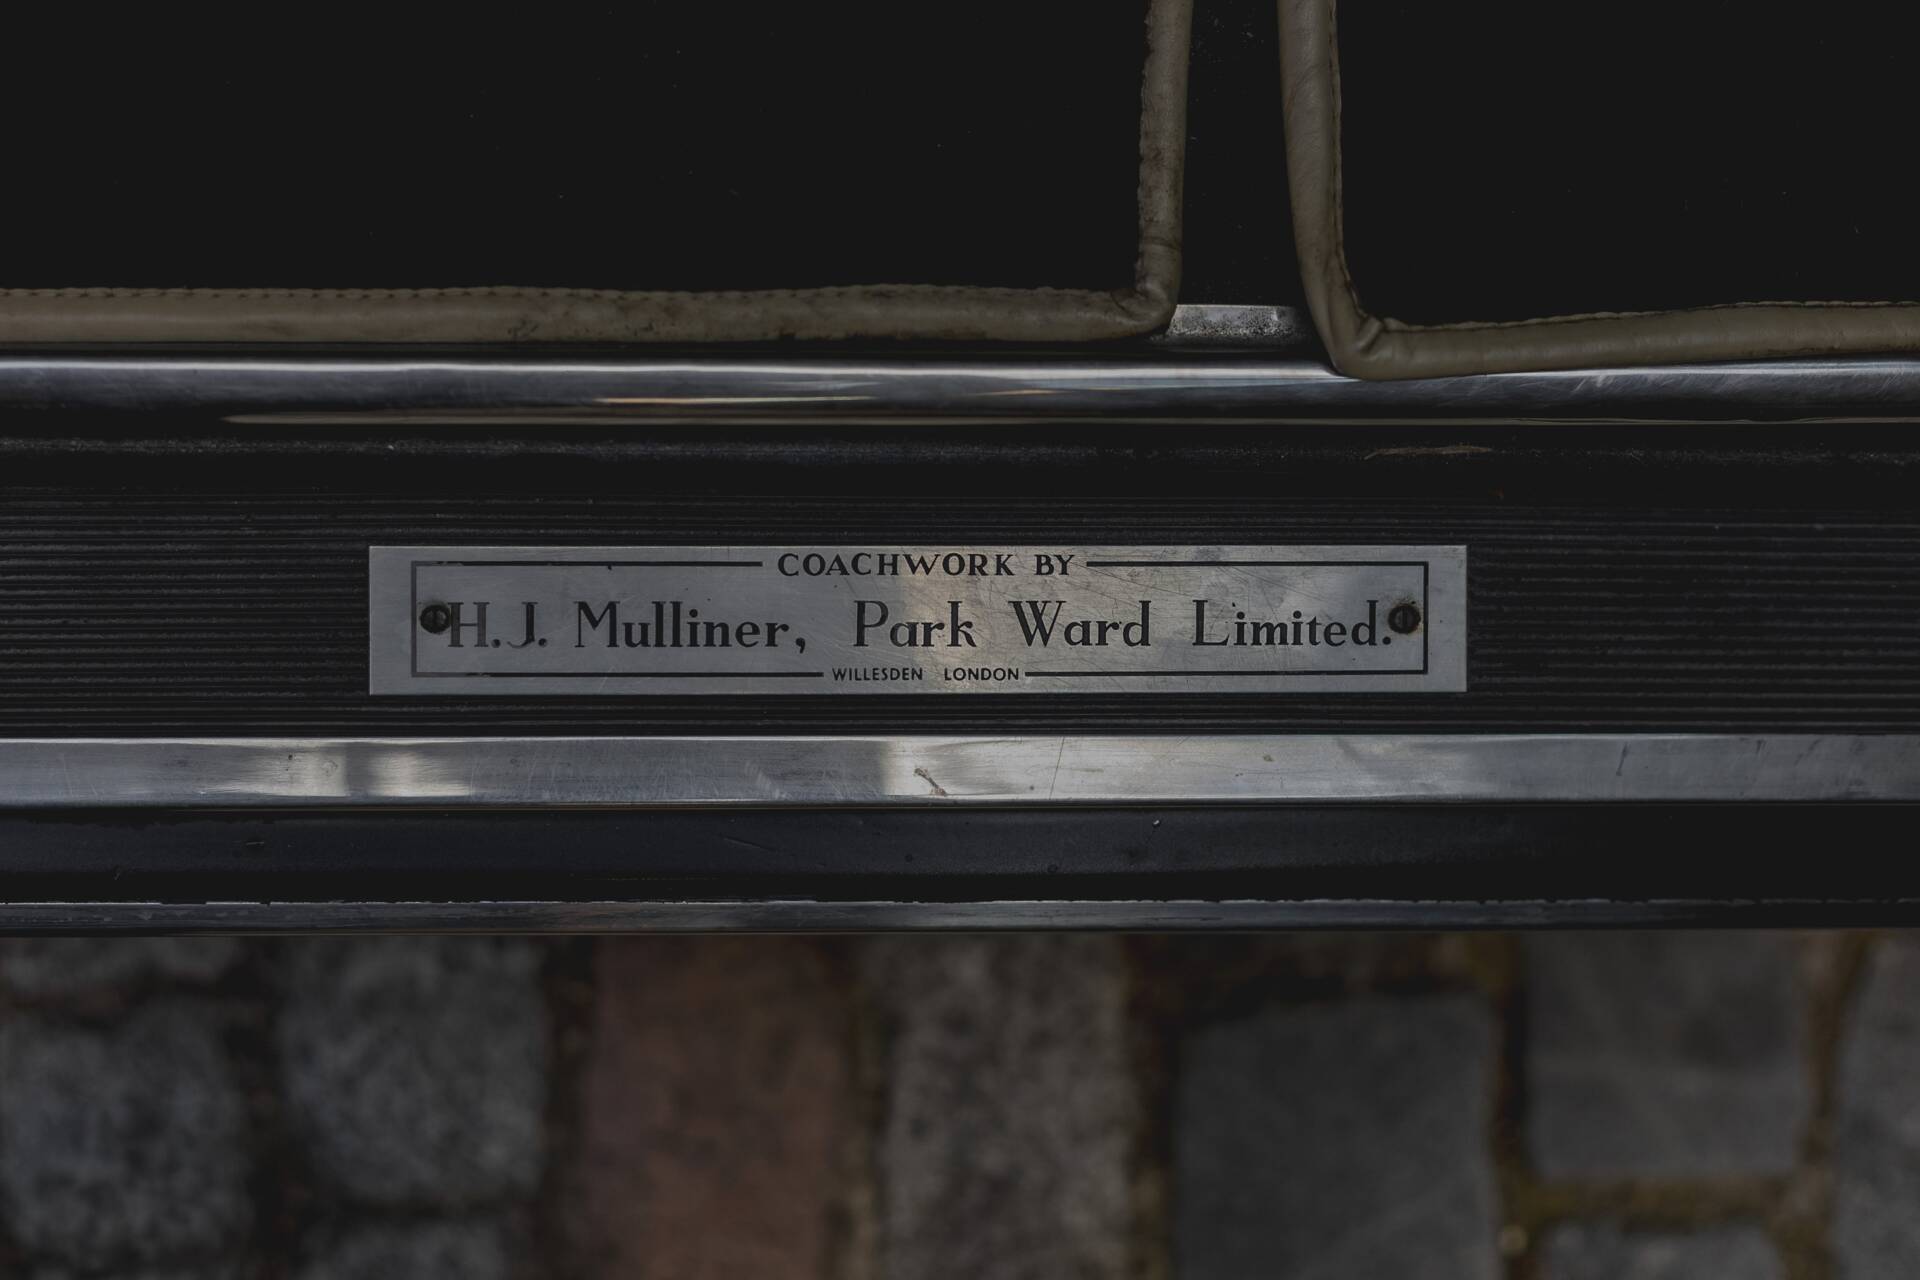 COACHWORK BY
H. J. Mulliner, Park Ward Limited.
WILLESDEN LONDON